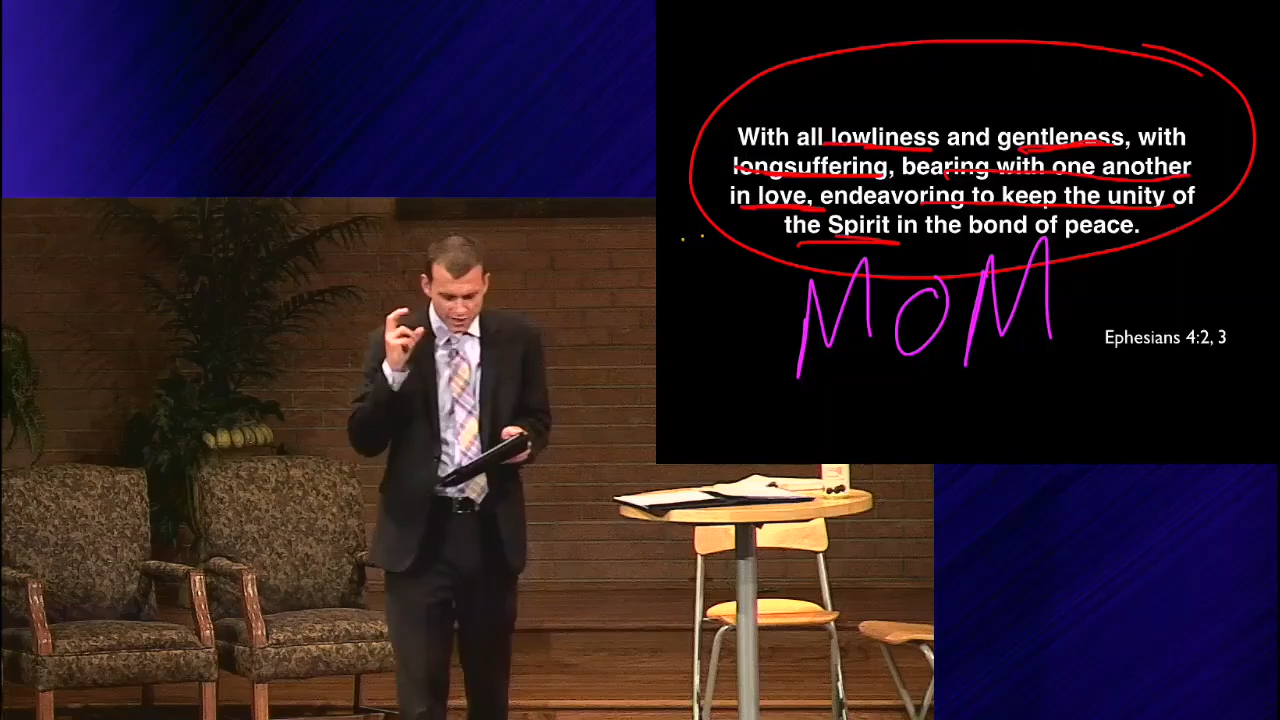 With all lowliness and gentleness, with
longsuffering, bearing with one another
in love, endeavoring to keep the unity of
the Spirit in the bond of peace.
MOM
Ephesians 4:2, 3